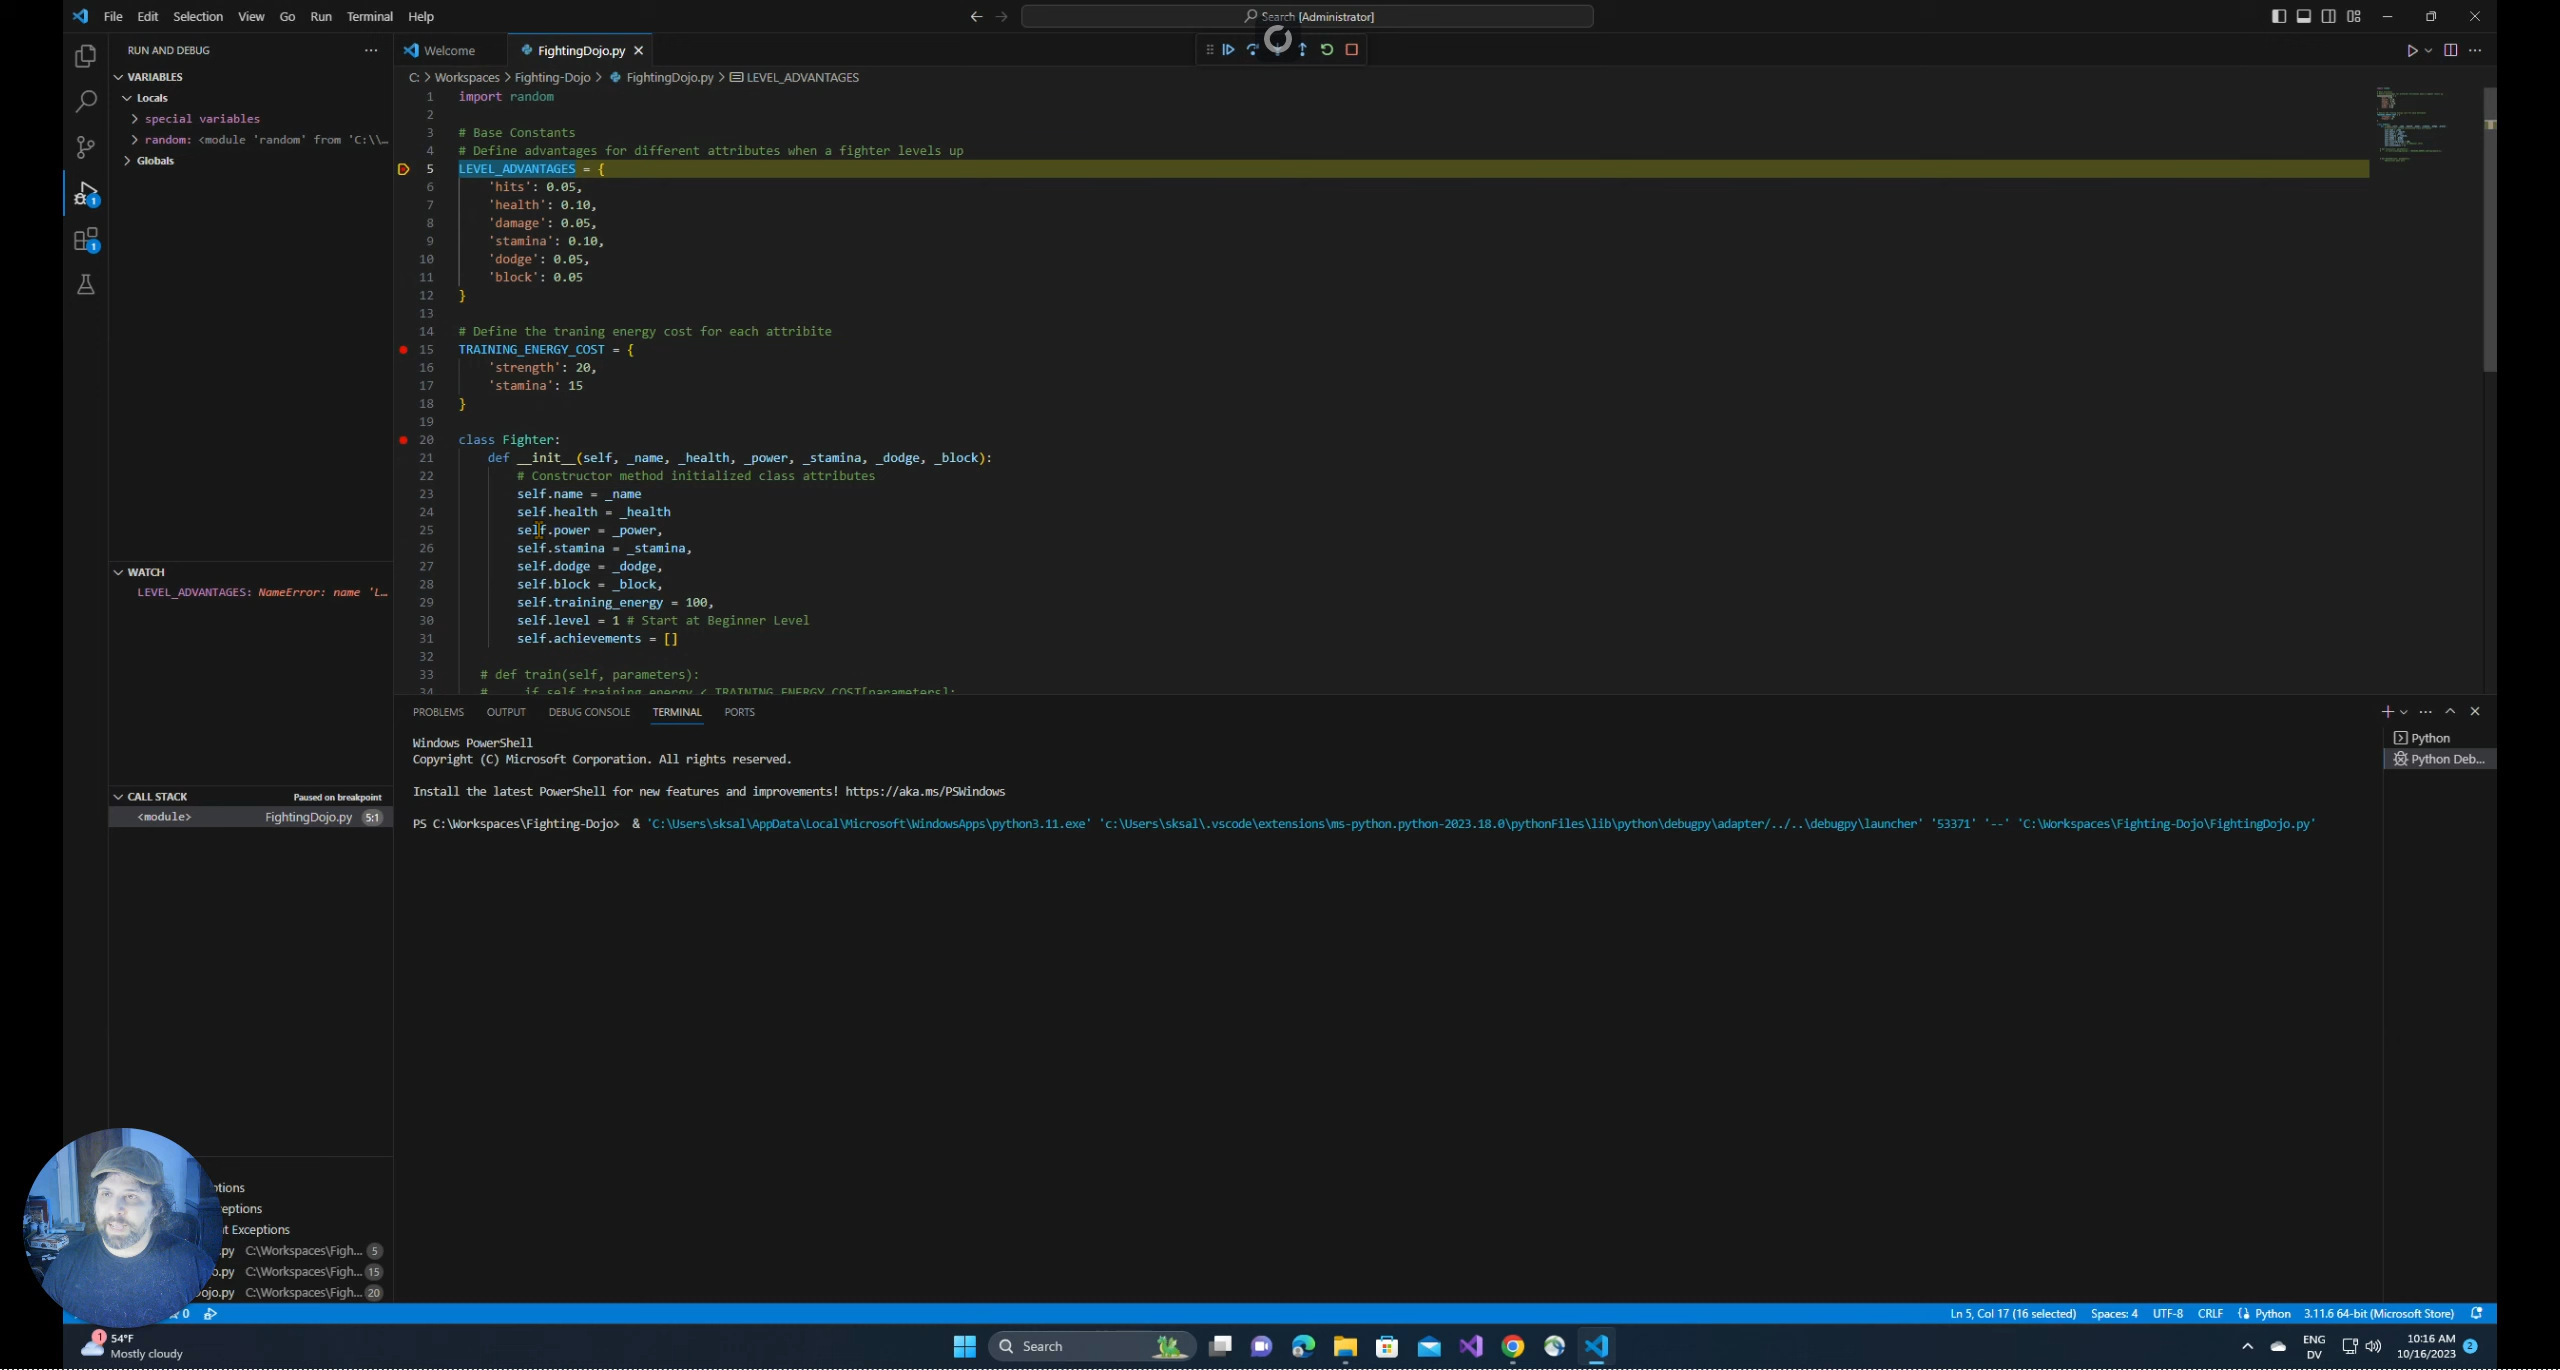 File Edit Selection View Go Run Terminal Help
Search [Administrator]
RUN AND DEBUG
Welcome
FightingDojo.py
C: > Workspaces > Fighting-Dojo > FightingDojo.py > LEVEL_ADVANTAGES
VARIABLES
Locals
special variables
random: <module 'random' from 'C:\\...
Globals
1 import random
2
3 # Base Constants
4 # Define advantages for different attributes when a fighter levels up
5 LEVEL_ADVANTAGES = {
6 'hits': 0.05,
7 'health': 0.10,
8 'damage': 0.05,
9 'stamina': 0.10,
10 'dodge': 0.05,
11 'block': 0.05
12 }
13
14 # Define the traning energy cost for each attribite
15 TRAINING_ENERGY_COST = {
16 'strength': 20,
17 'stamina': 15
18 }
19
20 class Fighter:
21 def __init__(self, _name, _health, _power, _stamina, _dodge, _block):
22 # Constructor method initialized class attributes
23 self.name = _name
24 self.health = _health
25 self.power = _power,
26 self.stamina = _stamina,
27 self.dodge = _dodge,
28 self.block = _block,
29 self.training_energy = 100,
30 self.level = 1 # Start at Beginner Level
31 self.achievements = []
32
33 # def train(self, parameters):
34 # if self.training_energy < TRAINING_ENERGY_COST[parameters]:
WATCH
LEVEL_ADVANTAGES: NameError: name 'L...
CALL STACK Paused on breakpoint
<module> FightingDojo.py 5:1
PROBLEMS OUTPUT DEBUG CONSOLE TERMINAL PORTS
Python
Python Deb...
Windows PowerShell
Copyright (C) Microsoft Corporation. All rights reserved.
Install the latest PowerShell for new features and improvements! https://aka.ms/PSWindows
PS C:\Workspaces\Fighting-Dojo> & 'C:\Users\sksal\AppData\Local\Microsoft\WindowsApps\python3.11.exe' 'c:\Users\sksal\.vscode\extensions\ms-python.python-2023.18.0\pythonFiles\lib\python\debugpy\adapter/../..\debugpy\launcher' '53371' '--' 'C:\Workspaces\Fighting-Dojo\FightingDojo.py'
Exceptions
C:\Workspaces\Figh... 5
C:\Workspaces\Figh... 15
C:\Workspaces\Figh... 20
0
Ln 5, Col 17 (16 selected) Spaces: 4 UTF-8 CRLF Python 3.11.6 64-bit (Microsoft Store)
1
54°F
Mostly cloudy
Search
ENG
DV
10:16 AM
10/16/2023
2